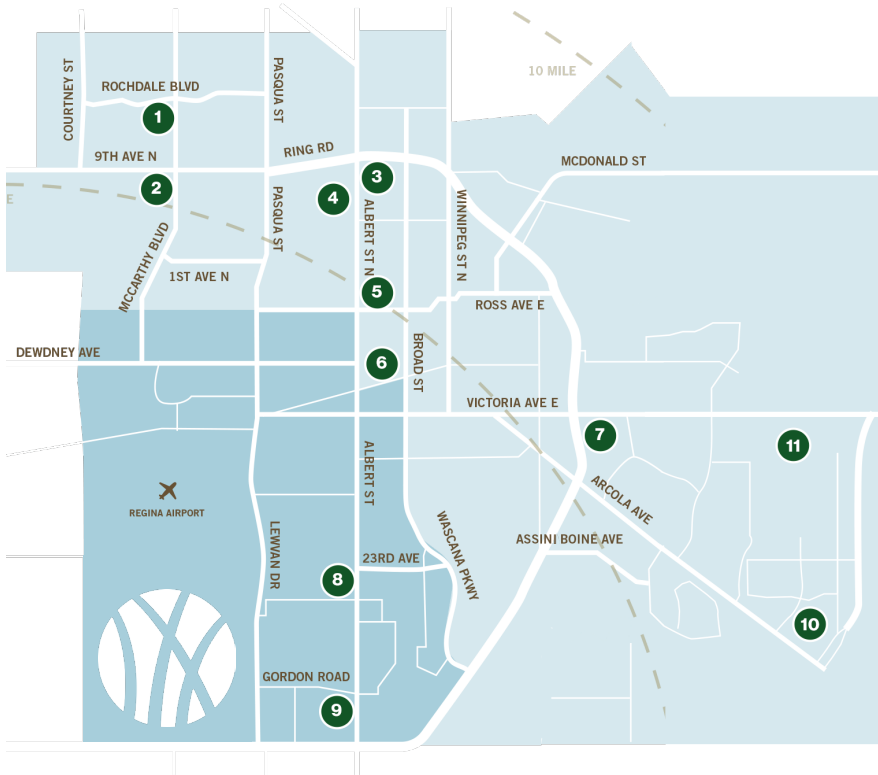 10 MILE
COURTNEY ST
ROCHDALE BLVD
PASQUA ST
1
9TH AVE N
RING RD
MCDONALD ST
2
3
4
E
PASQUA ST
ALBERT ST N
WINNIPEG ST N
MCCARTHY BLVD
1ST AVE N
5
ROSS AVE E
DEWDNEY AVE
6
BROAD ST
VICTORIA AVE E
7
11
ALBERT ST
REGINA AIRPORT
ARCOLA AVE
LEWVAN DR
WASCANA PKWY
ASSINI BOINE AVE
23RD AVE
8
10
GORDON ROAD
9